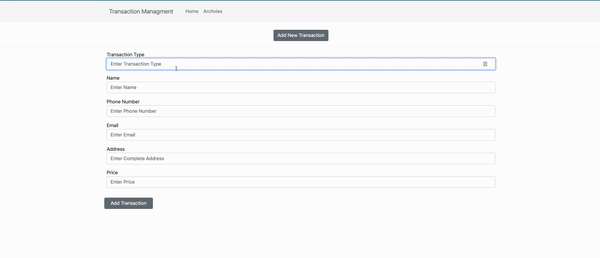 Transaction Managment Home Archvies
Add New Transaction
Transaction Type
Enter Transaction Type
Name
Enter Name
Phone Number
Enter Phone Number
Email
Enter Email
Address
Enter Complete Address
Price
Enter Price
Add Transaction